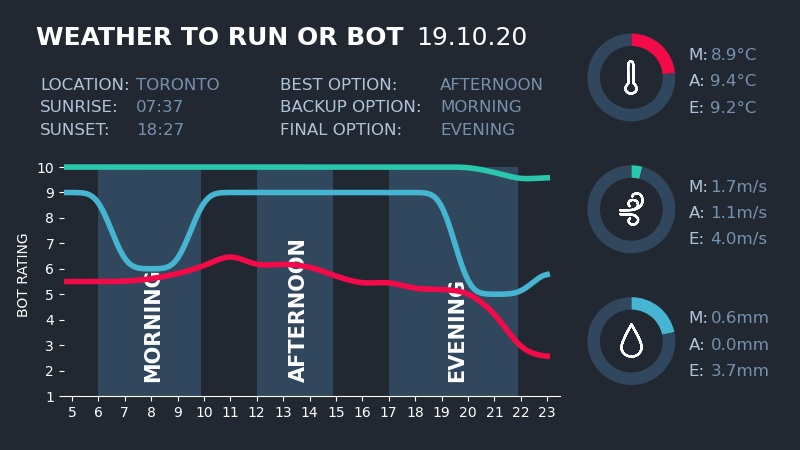 WEATHER TO RUN OR BOT 19.10.20
LOCATION: TORONTO
SUNRISE: 07:37
SUNSET: 18:27
BEST OPTION: AFTERNOON
BACKUP OPTION: MORNING
FINAL OPTION: EVENING
M: 8.9°C
A: 9.4°C
E: 9.2°C
M: 1.7m/s
A: 1.1m/s
E: 4.0m/s
M: 0.6mm
A: 0.0mm
E: 3.7mm
BOT RATING
10
9
8
7
6
5
4
3
2
1
MORNING
AFTERNOON
EVENING
5 6 7 8 9 10 11 12 13 14 15 16 17 18 19 20 21 22 23